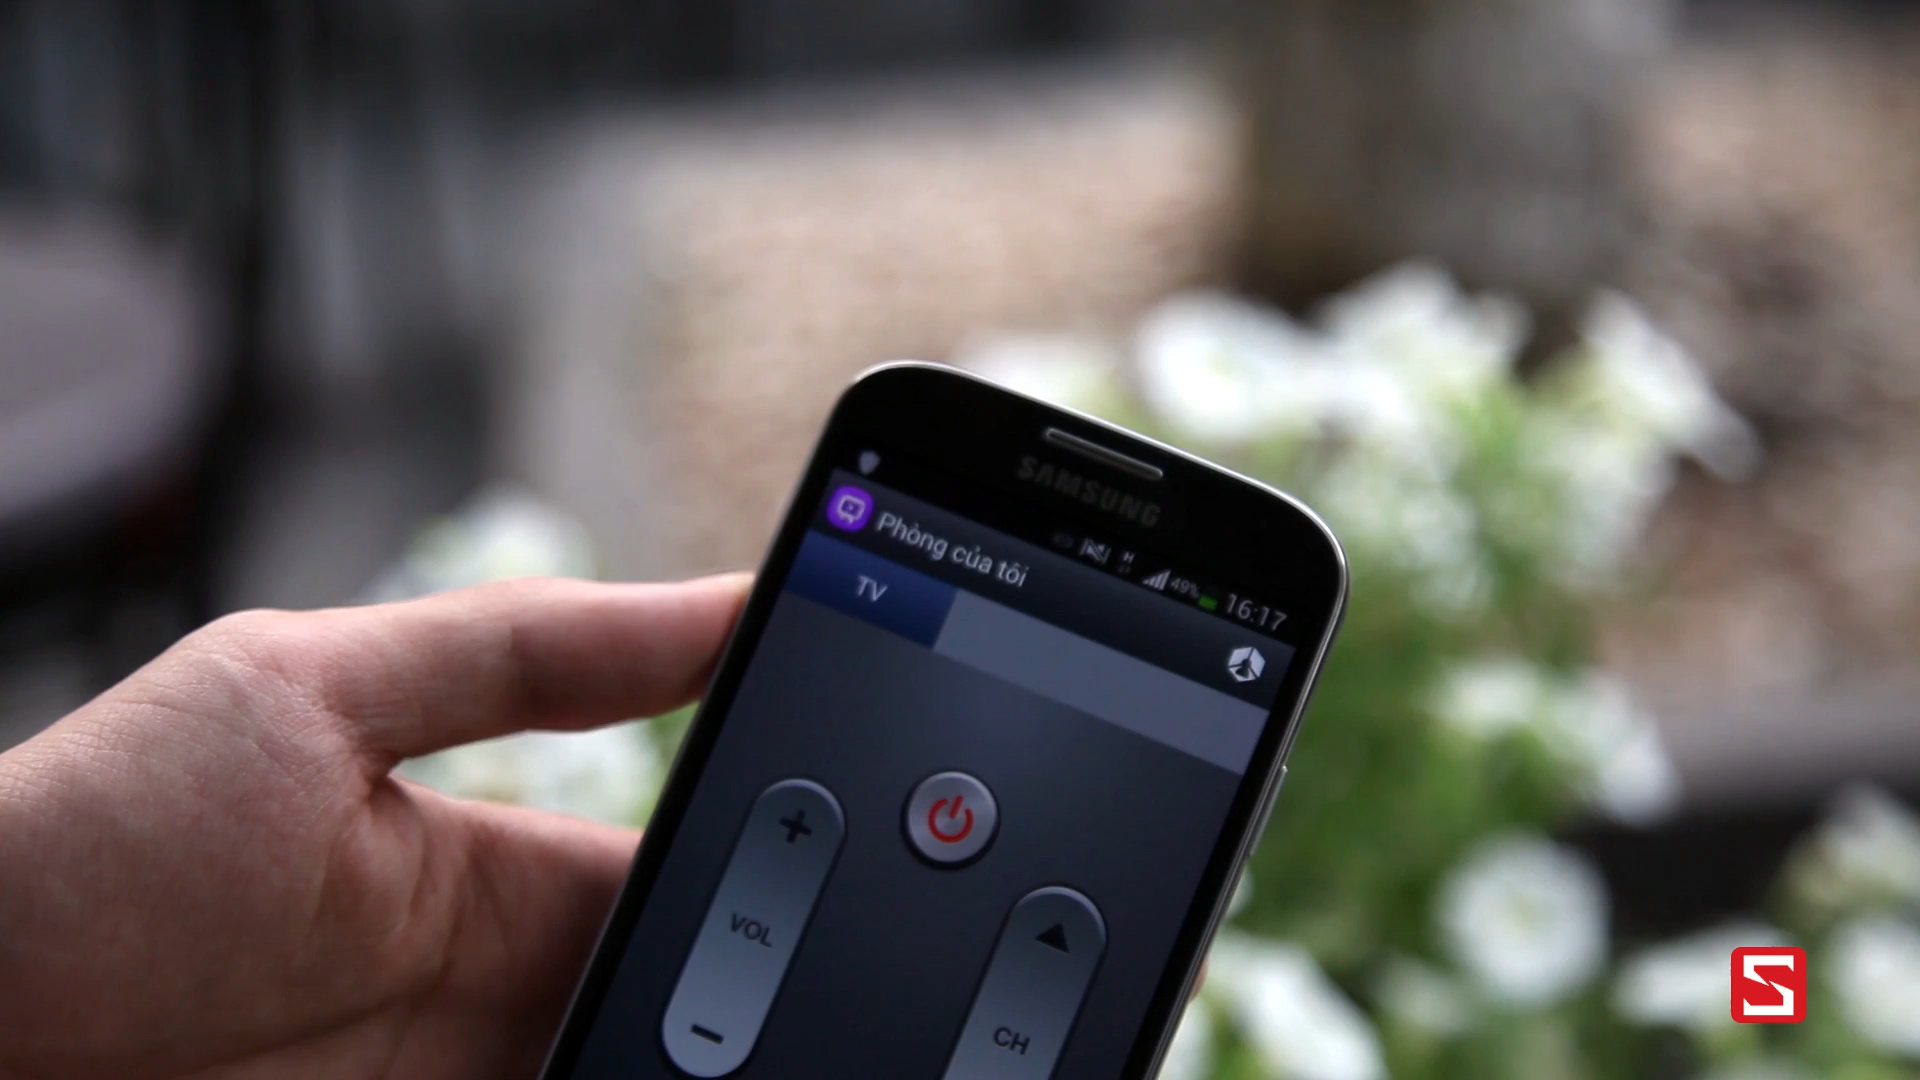 SAMSUNG
49% 16:17
Phòng của tôi
TV
VOL
CH